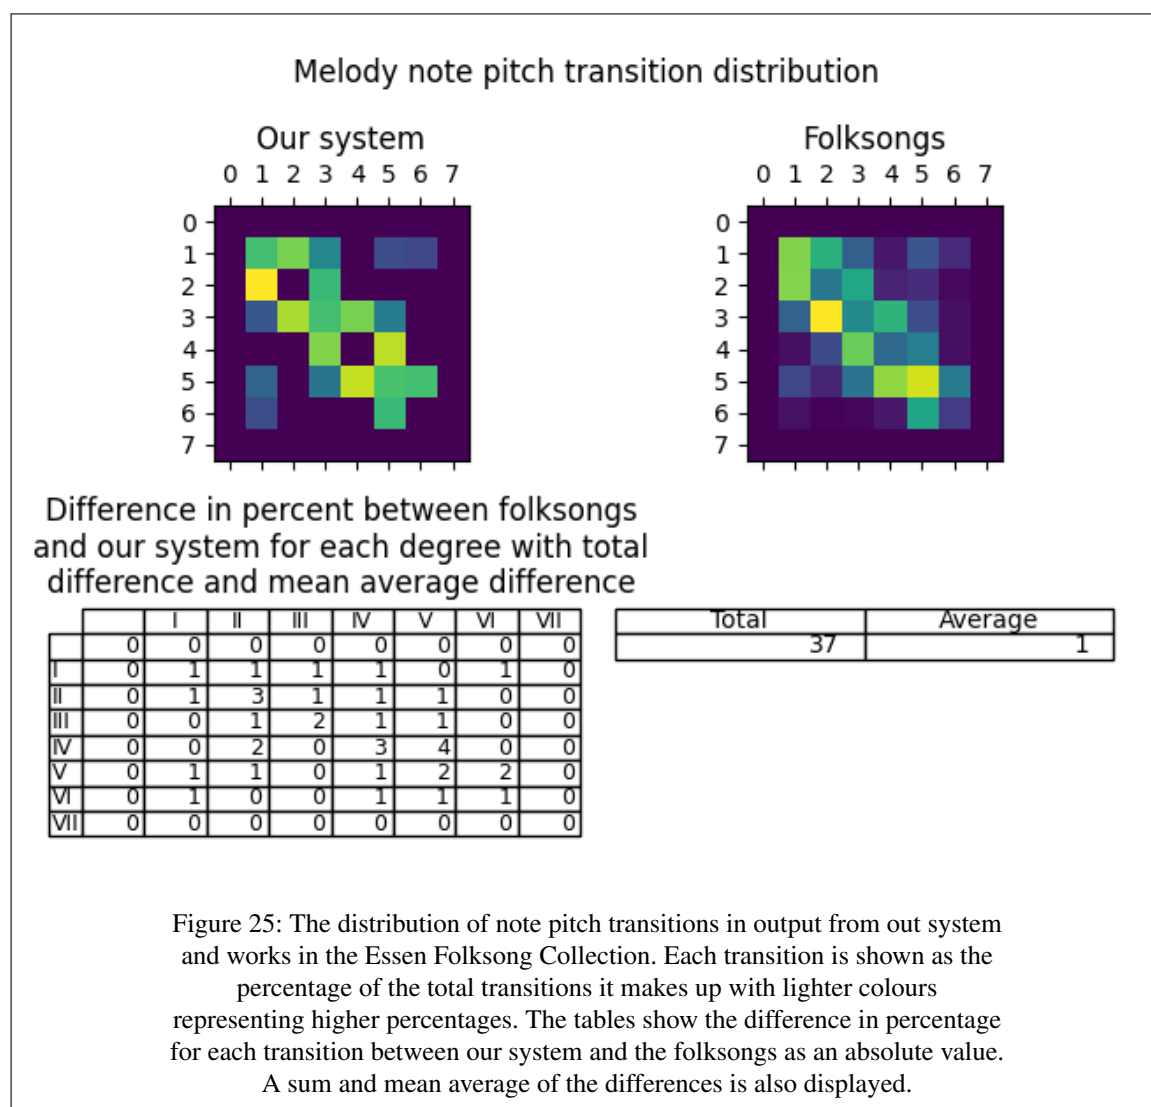 Melody note pitch transition distribution
Our system
Folksongs
0 1 2 3 4 5 6 7
0 1 2 3 4 5 6 7
0
1
2
3
4
5
6
7
0
1
2
3
4
5
6
7
Difference in percent between folksongs
and our system for each degree with total
difference and mean average difference
I II III IV V VI VII
0 0 0 0 0 0 0 0
I 0 1 1 1 1 0 1 0
II 0 1 3 1 1 1 0 0
III 0 0 1 2 1 1 0 0
IV 0 0 2 0 3 4 0 0
V 0 1 1 0 1 2 2 0
VI 0 1 0 0 1 1 1 0
VII 0 0 0 0 0 0 0 0
Total Average
37 1
Figure 25: The distribution of note pitch transitions in output from out system
and works in the Essen Folksong Collection. Each transition is shown as the
percentage of the total transitions it makes up with lighter colours
representing higher percentages. The tables show the difference in percentage
for each transition between our system and the folksongs as an absolute value.
A sum and mean average of the differences is also displayed.